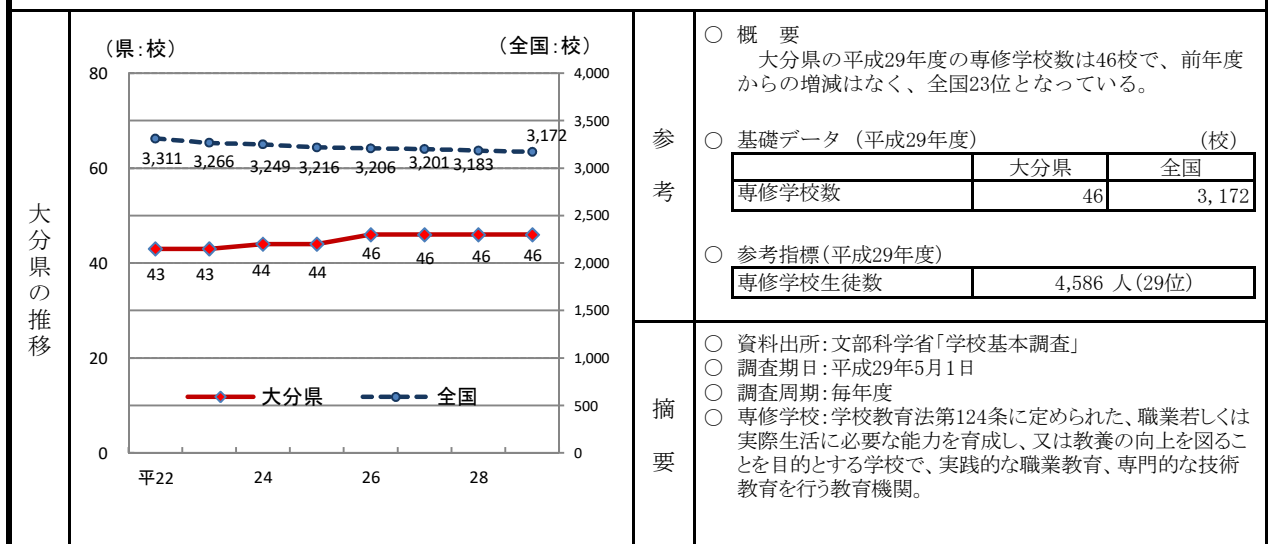 大分県の推移
(県:校)
(全国:校)
80
60
40
20
0
4,000
3,500
3,000
2,500
2,000
1,500
1,000
500
0
3,311 3,266 3,249 3,216 3,206 3,201 3,183 3,172
43 43 44 44 46 46 46 46
大分県 全国
平22 24 26 28
参考
○ 概 要
大分県の平成29年度の専修学校数は46校で、前年度
からの増減はなく、全国23位となっている。
○ 基礎データ (平成29年度) (校)
大分県 全国
専修学校数 46 3,172
○ 参考指標(平成29年度)
専修学校生徒数 4,586 人(29位)
摘要
○ 資料出所:文部科学省「学校基本調査」
○ 調査期日:平成29年5月1日
○ 調査周期:毎年度
○ 専修学校:学校教育法第124条に定められた、職業若しくは
実際生活に必要な能力を育成し、又は教養の向上を図るこ
とを目的とする学校で、実践的な職業教育、専門的な技術
教育を行う教育機関。